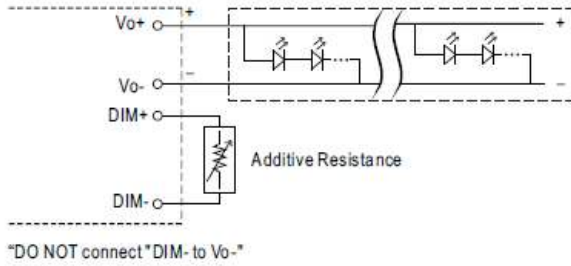 Vo+
+
+
−
Vo-
−
DIM+
Additive Resistance
DIM-
"DO NOT connect "DIM- to Vo-"